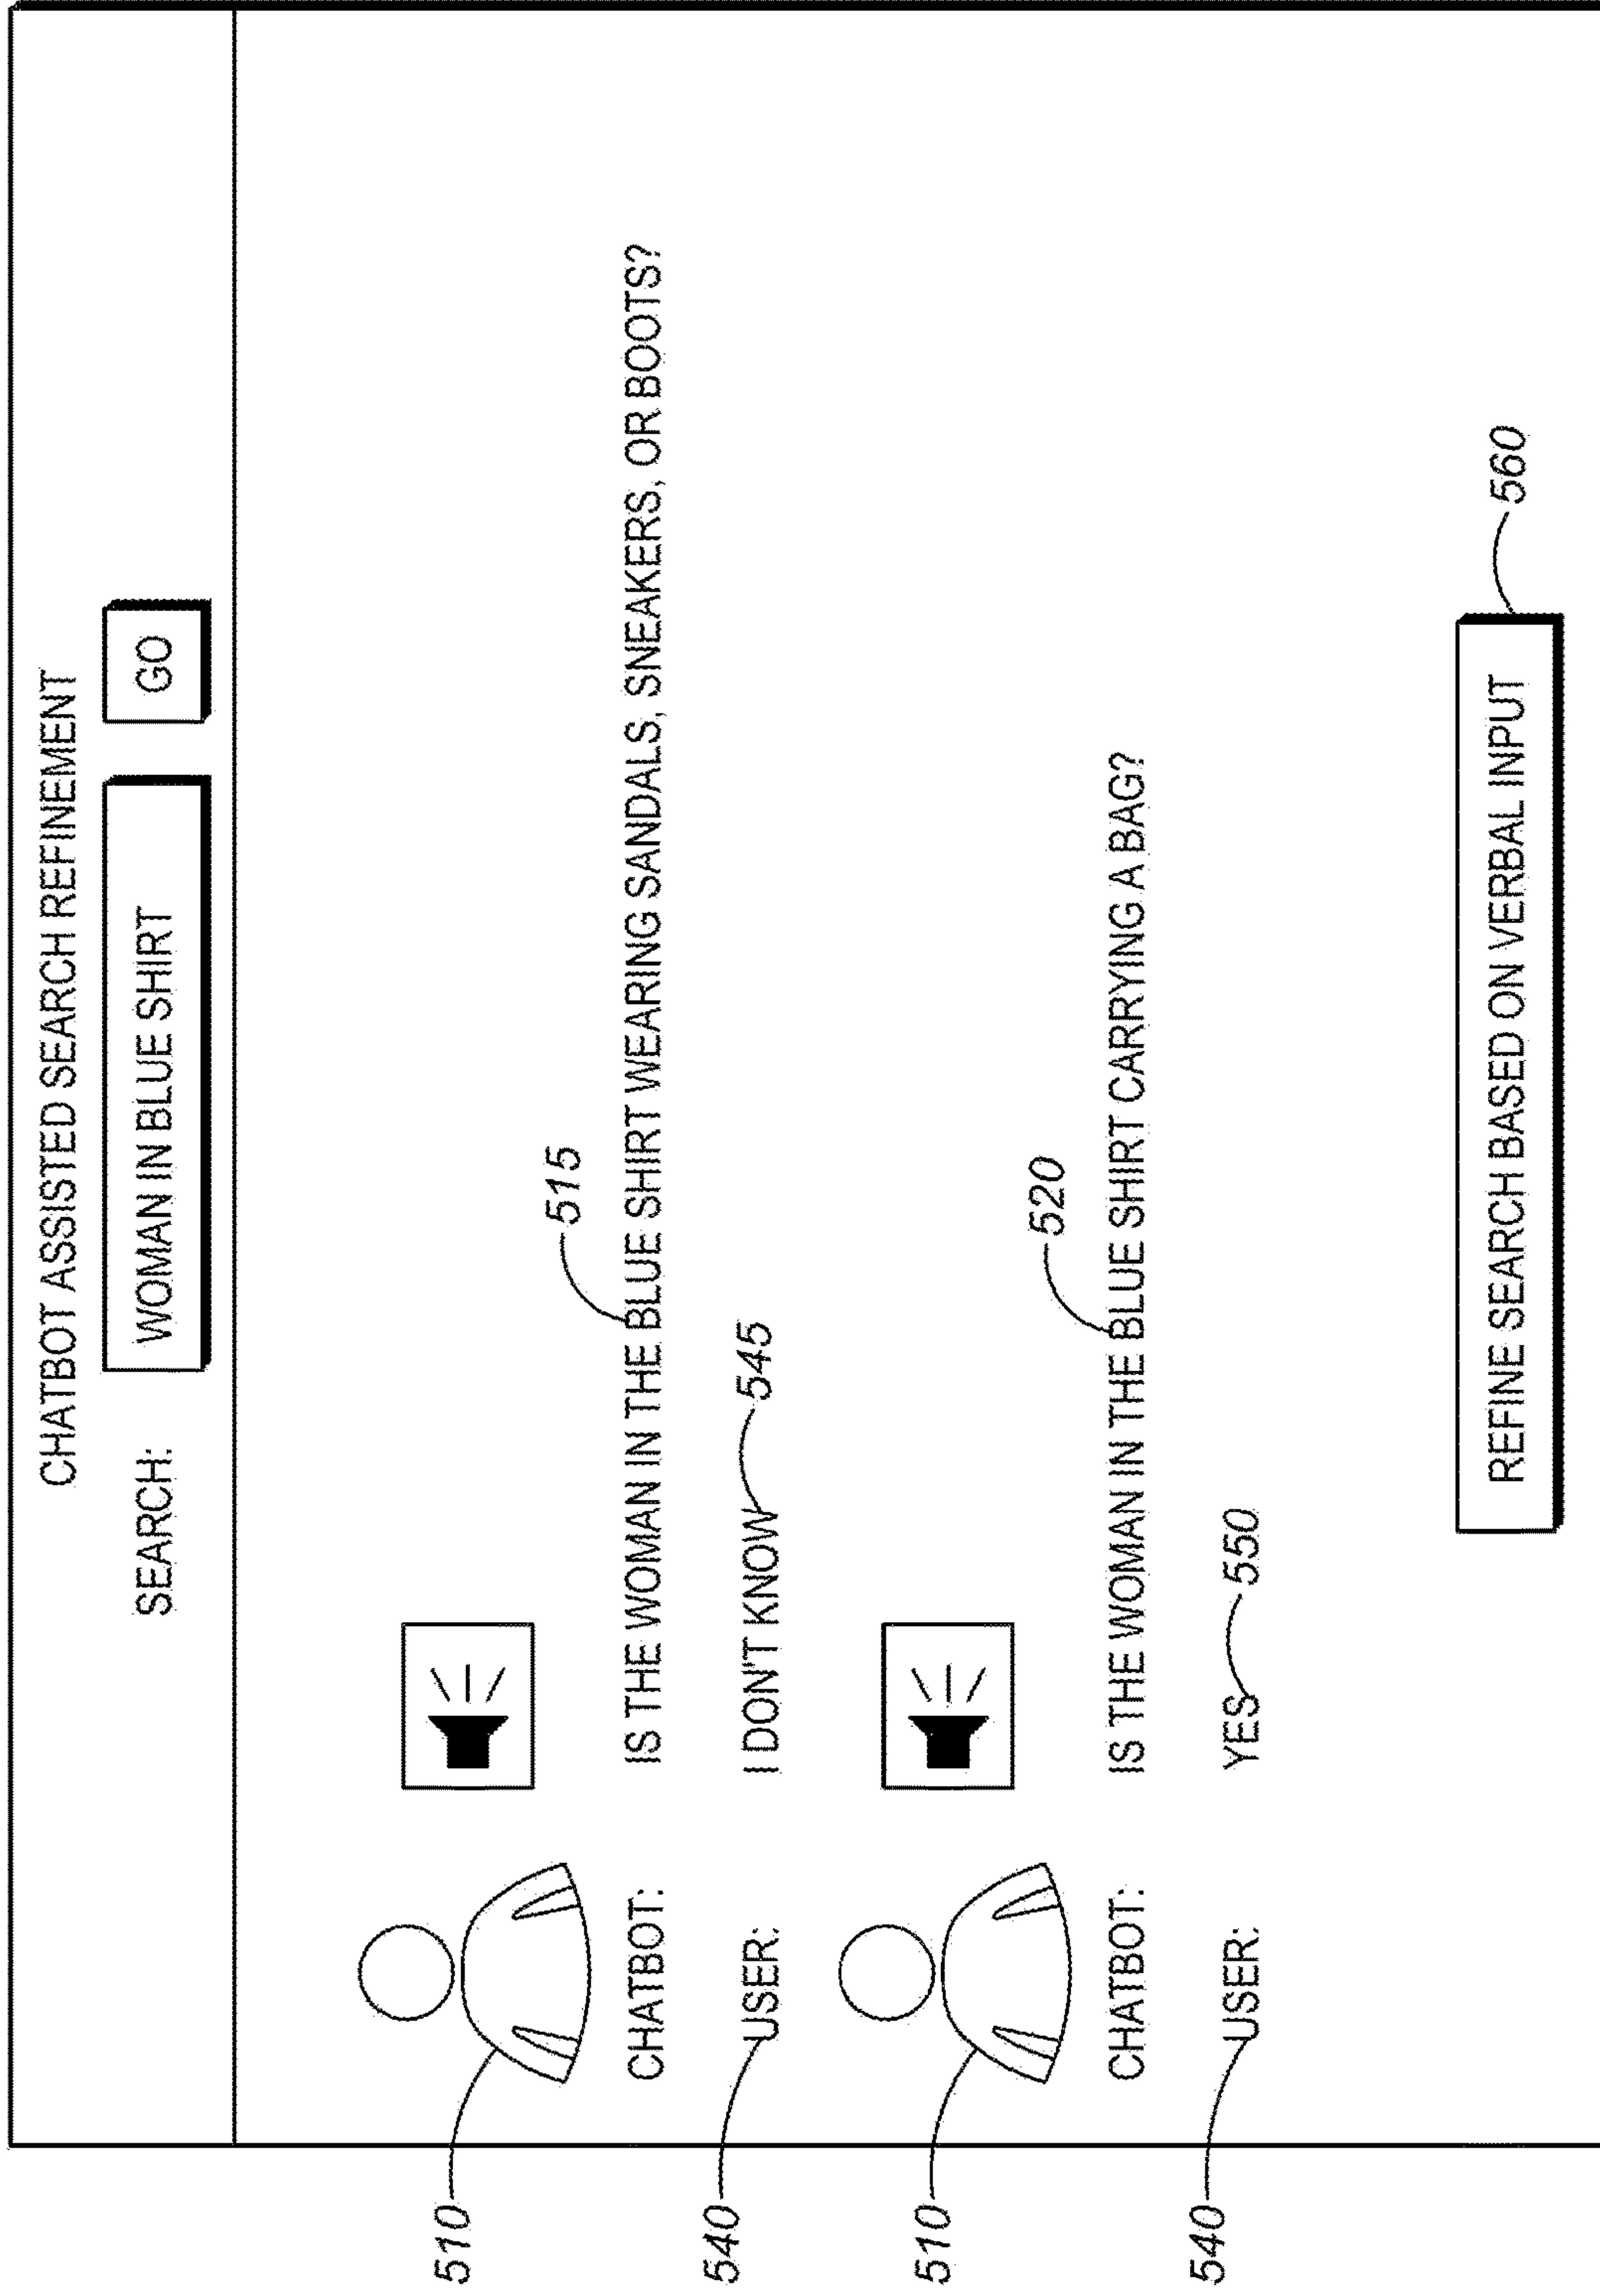 CHATBOT ASSISTED SEARCH REFINEMENT
SEARCH: WOMAN IN BLUE SHIRT GO
510
515
CHATBOT: IS THE WOMAN IN THE BLUE SHIRT WEARING SANDALS, SNEAKERS, OR BOOTS?
545
540
USER: I DON'T KNOW
510
520
CHATBOT: IS THE WOMAN IN THE BLUE SHIRT CARRYING A BAG?
550
540
USER: YES
560
REFINE SEARCH BASED ON VERBAL INPUT